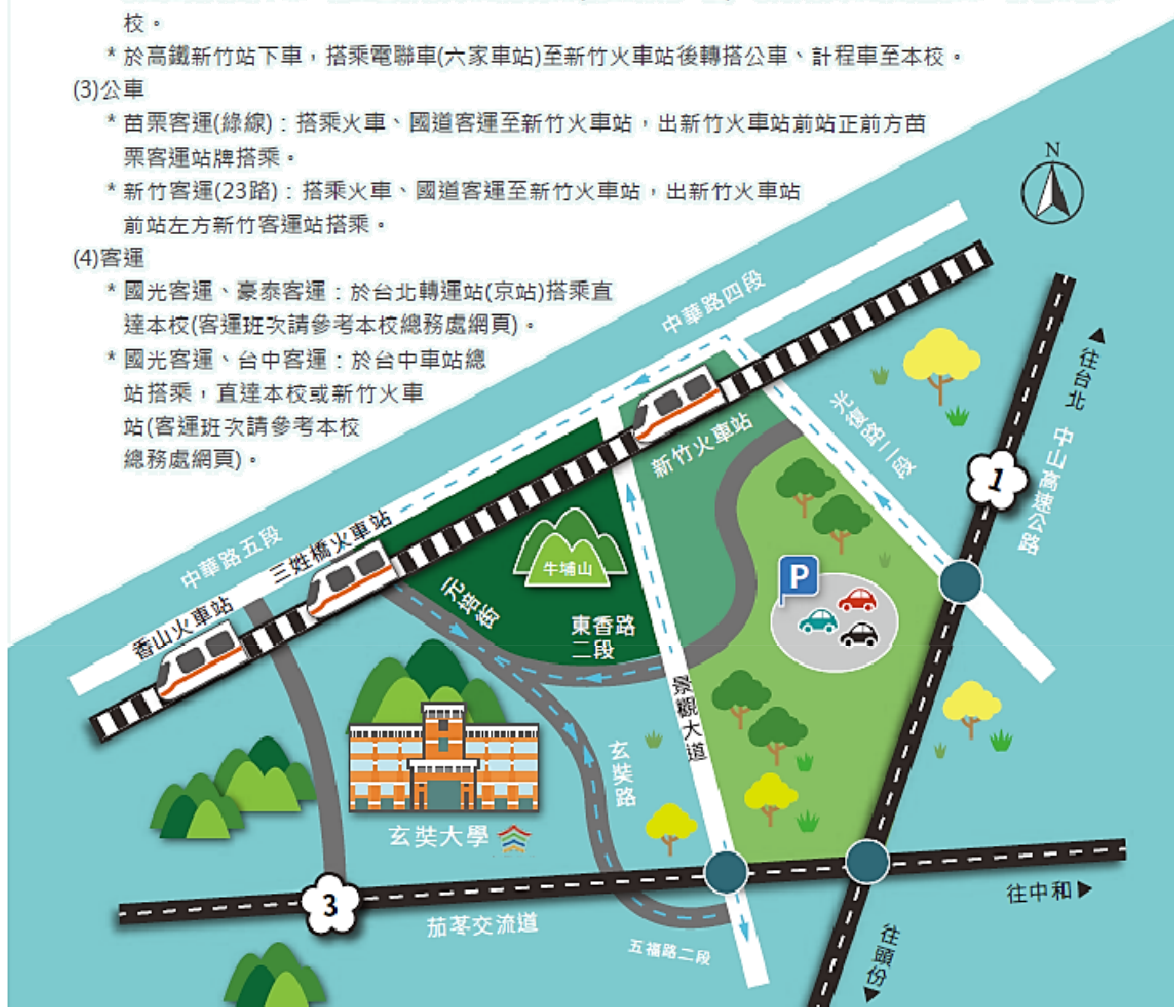 校。
* 於高鐵新竹站下車，搭乘電聯車(六家車站)至新竹火車站後轉搭公車、計程車至本校。
(3)公車
* 苗栗客運(綠線)：搭乘火車、國道客運至新竹火車站，出新竹火車站前站正前方苗
栗客運站牌搭乘。
* 新竹客運(23路)：搭乘火車、國道客運至新竹火車站，出新竹火車站
前站左方新竹客運站搭乘。
(4)客運
* 國光客運、豪泰客運：於台北轉運站(京站)搭乘直
達本校(客運班次請參考本校總務處網頁)。
* 國光客運、台中客運：於台中車站總
站搭乘，直達本校或新竹火車
站(客運班次請參考本校
總務處網頁)。
N
中華路四段
往台北
中山高速公路
1
光復路二段
新竹火車站
中華路五段
三姓橋火車站
香山火車站
牛埔山
元培街
東香路
二段
P
景觀大道
玄奘路
玄奘大學
3
茄苳交流道
往中和
五福路二段
往頭份